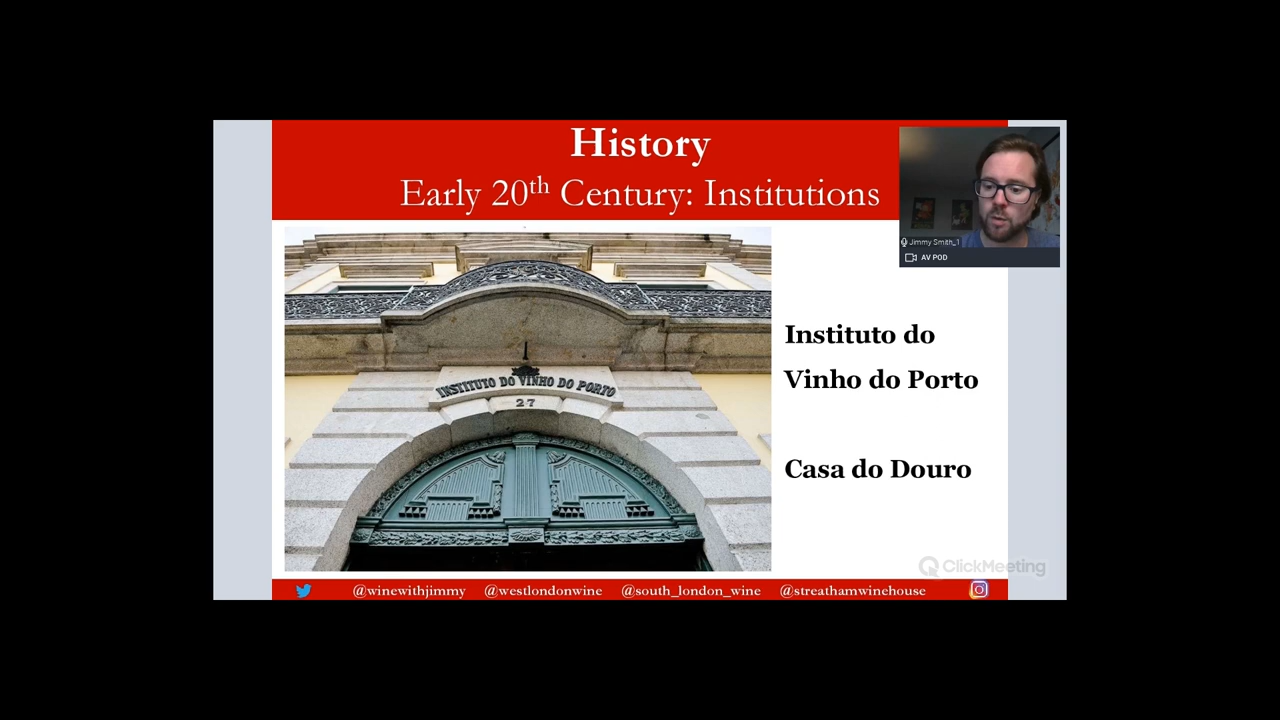 History
Early 20th Century: Institutions
Jimmy Smith_1
AV POD
INSTITUTO DO VINHO DO PORTO
27
Instituto do
Vinho do Porto
Casa do Douro
ClickMeeting
@winewithjimmy @westlondonwine @south_london_wine @streathamwinehouse